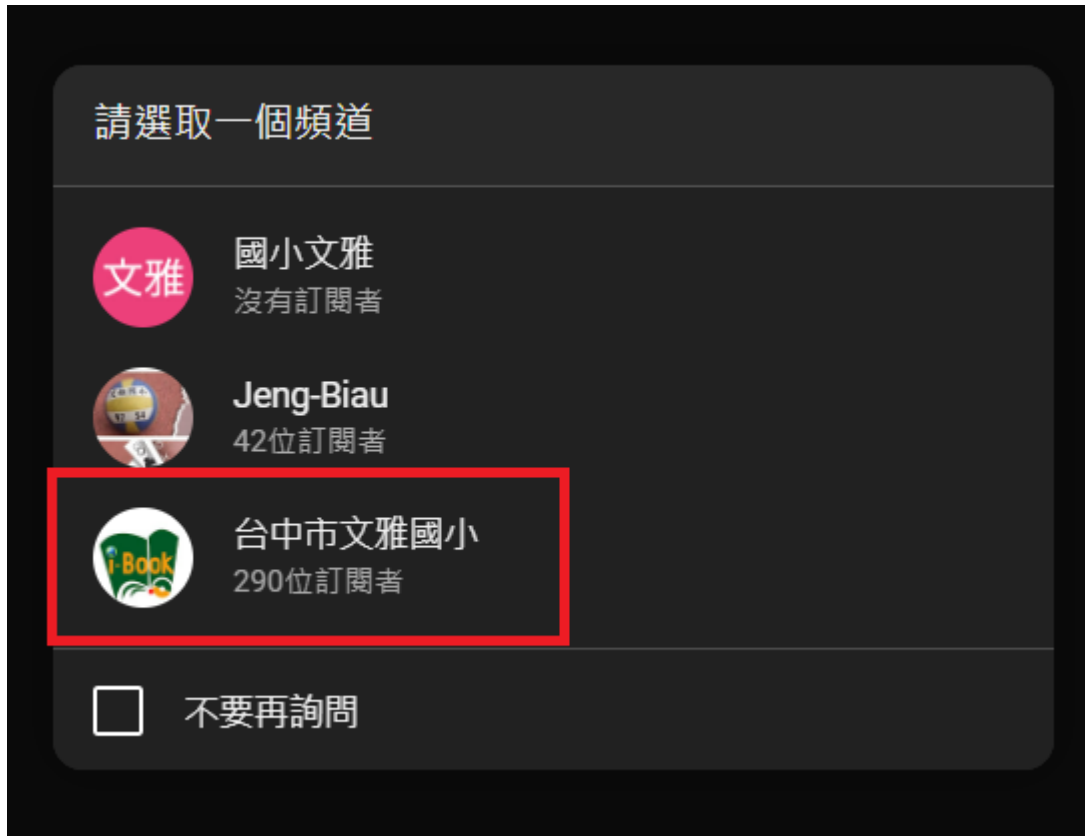 請選取一個頻道
文雅
國小文雅
沒有訂閱者
Jeng-Biau
42位訂閱者
i-Book
台中市文雅國小
290位訂閱者
不要再詢問